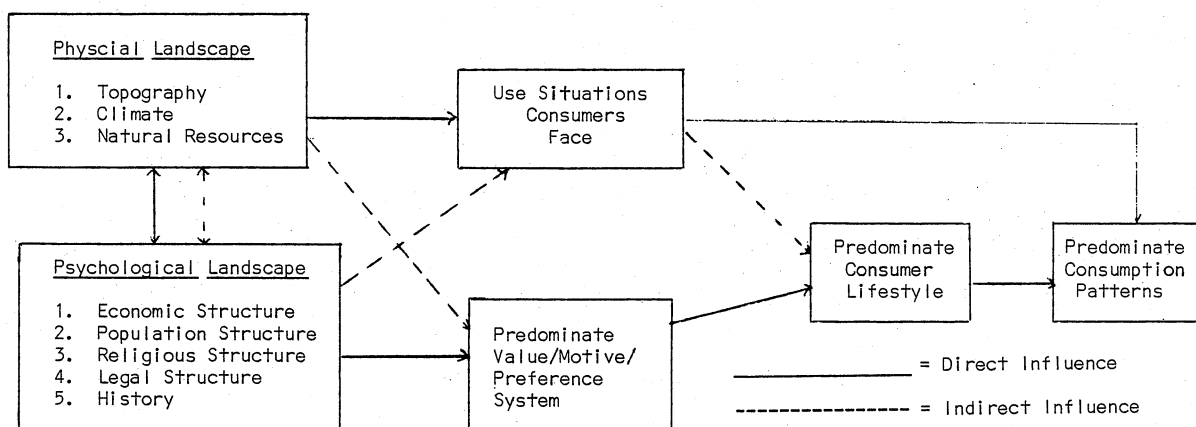 Physcial Landscape
1. Topography
2. Climate
3. Natural Resources
Use Situations
Consumers
Face
Psychological Landscape
1. Economic Structure
2. Population Structure
3. Religious Structure
4. Legal Structure
5. History
Predominate
Value/Motive/
Preference
System
Predominate
Consumer
Lifestyle
Predominate
Consumption
Patterns
= Direct Influence
= Indirect Influence